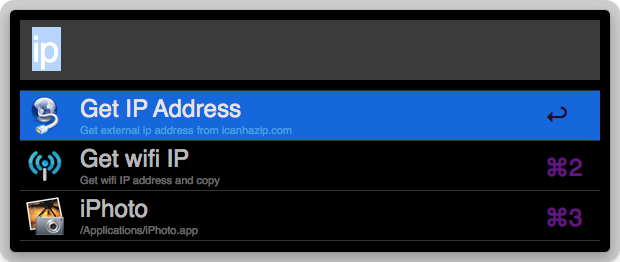 ip
Get IP Address
Get external ip address from icanhazip.com
↩
Get wifi IP
Get wifi IP address and copy
⌘2
iPhoto
/Applications/iPhoto.app
⌘3